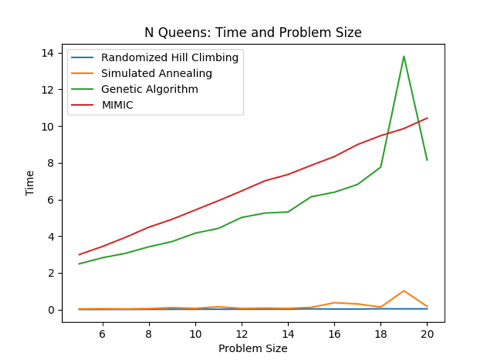 N Queens: Time and Problem Size
Randomized Hill Climbing
Simulated Annealing
Genetic Algorithm
MIMIC
14
12
10
8
6
4
2
0
Time
6 8 10 12 14 16 18 20
Problem Size